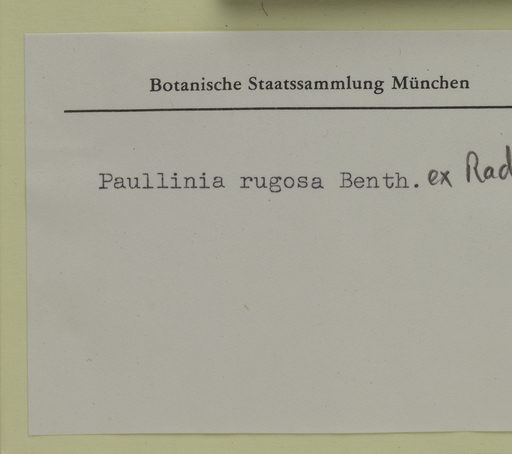 Botanische Staatssammlung München
Paullinia rugosa Benth. ex Rad